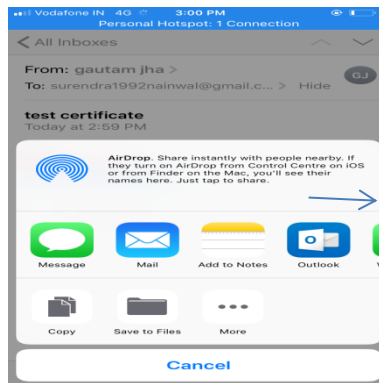 Vodafone IN 4G 3:00 PM
Personal Hotspot: 1 Connection
All Inboxes
From: gautam jha >
GJ
To: surendra1992nainwal@gmail.c... > Hide
test certificate
Today at 2:59 PM
AirDrop. Share instantly with people nearby. If
they turn on AirDrop from Control Centre on iOS
or from Finder on the Mac, you'll see their
names here. Just tap to share.
Message Mail Add to Notes Outlook
Copy Save to Files More
Cancel